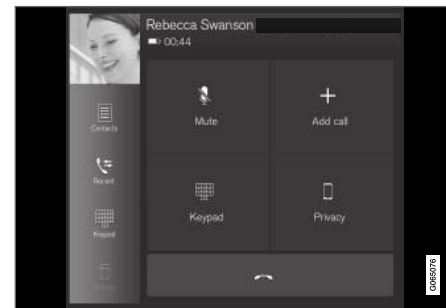 Rebecca Swanson
00:44
Contacts
Mute
Add call
Recent
Keypad
Keypad
Privacy
G065076